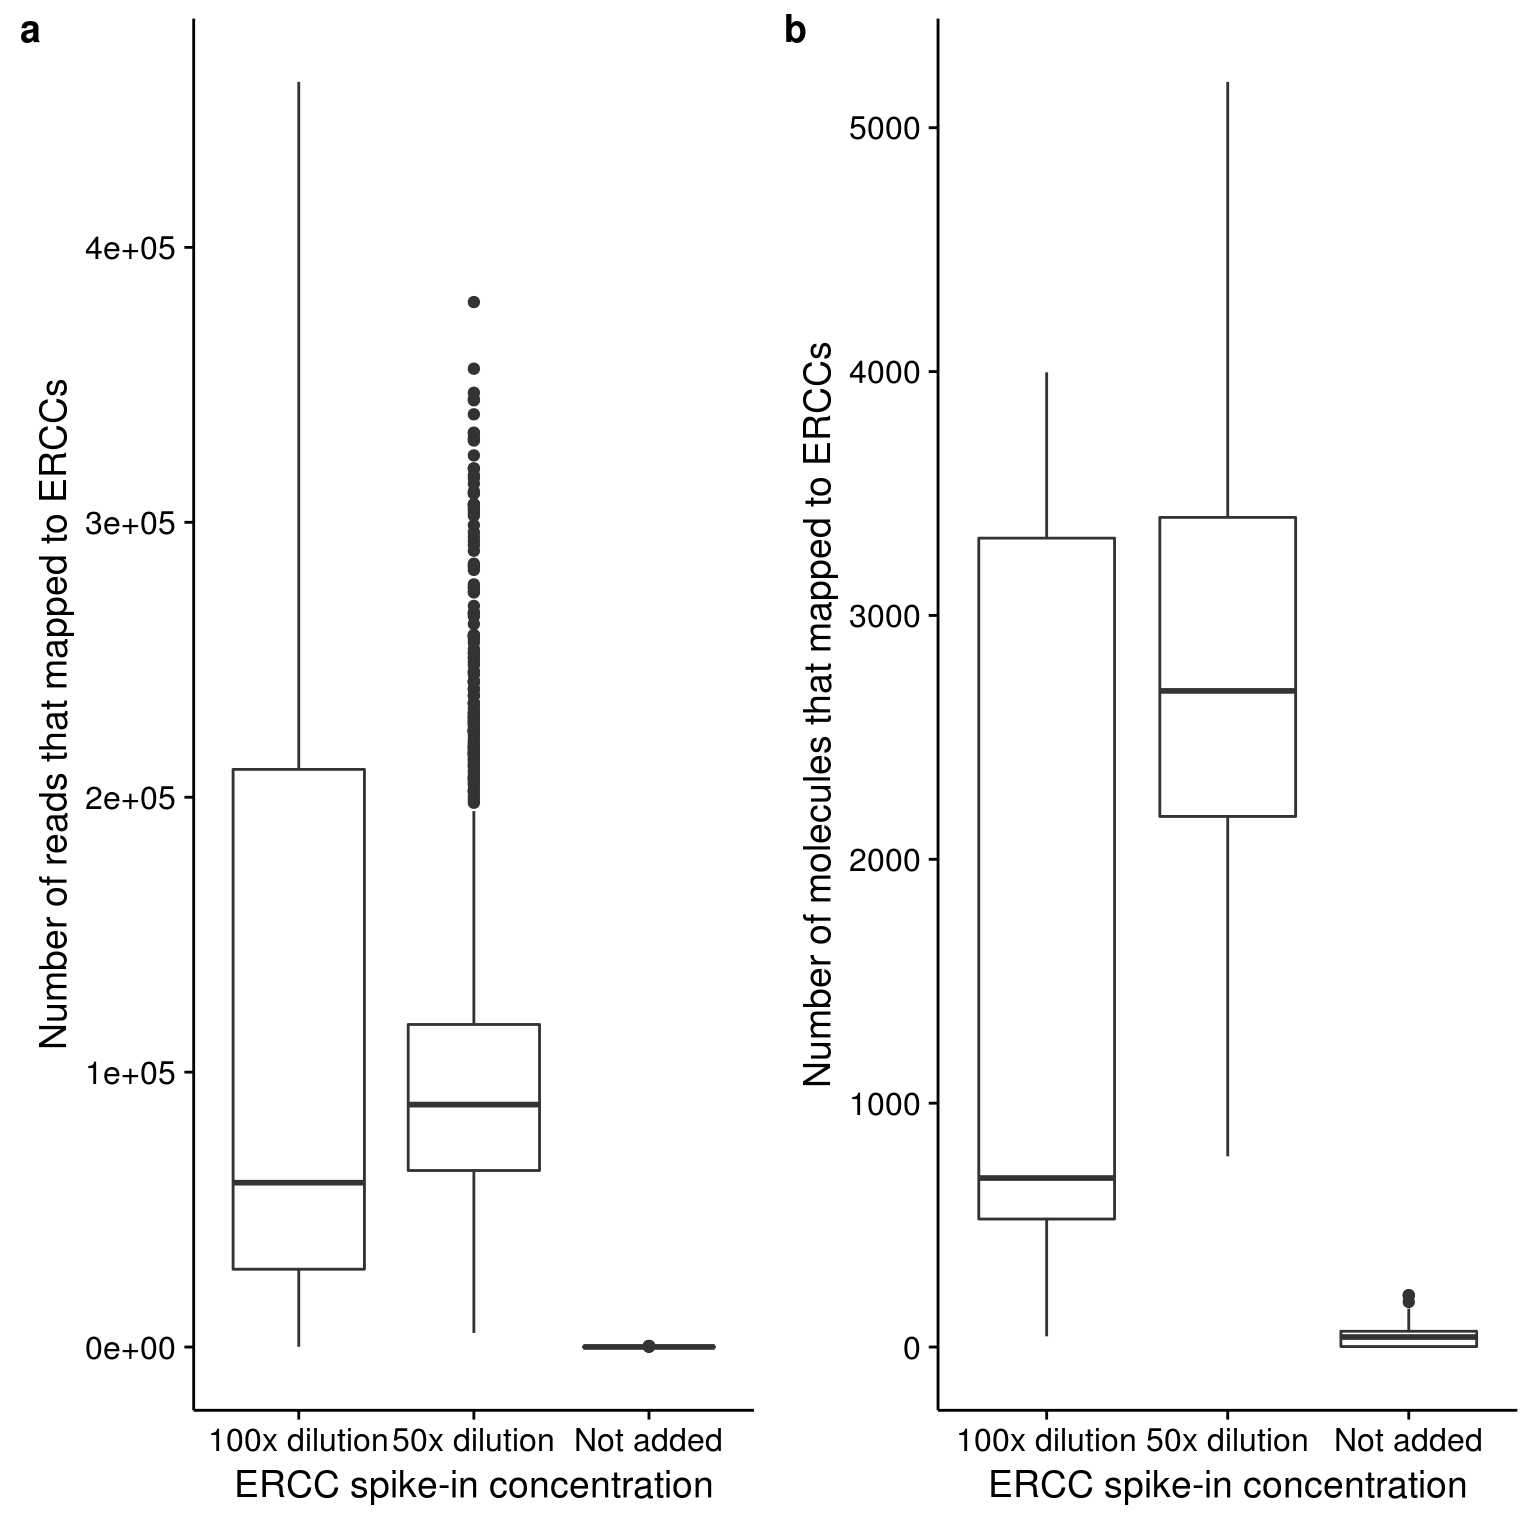 a
Number of reads that mapped to ERCCs
4e+05
3e+05
2e+05
1e+05
0e+00
100x dilution 50x dilution Not added
ERCC spike-in concentration
b
Number of molecules that mapped to ERCCs
5000
4000
3000
2000
1000
0
100x dilution 50x dilution Not added
ERCC spike-in concentration